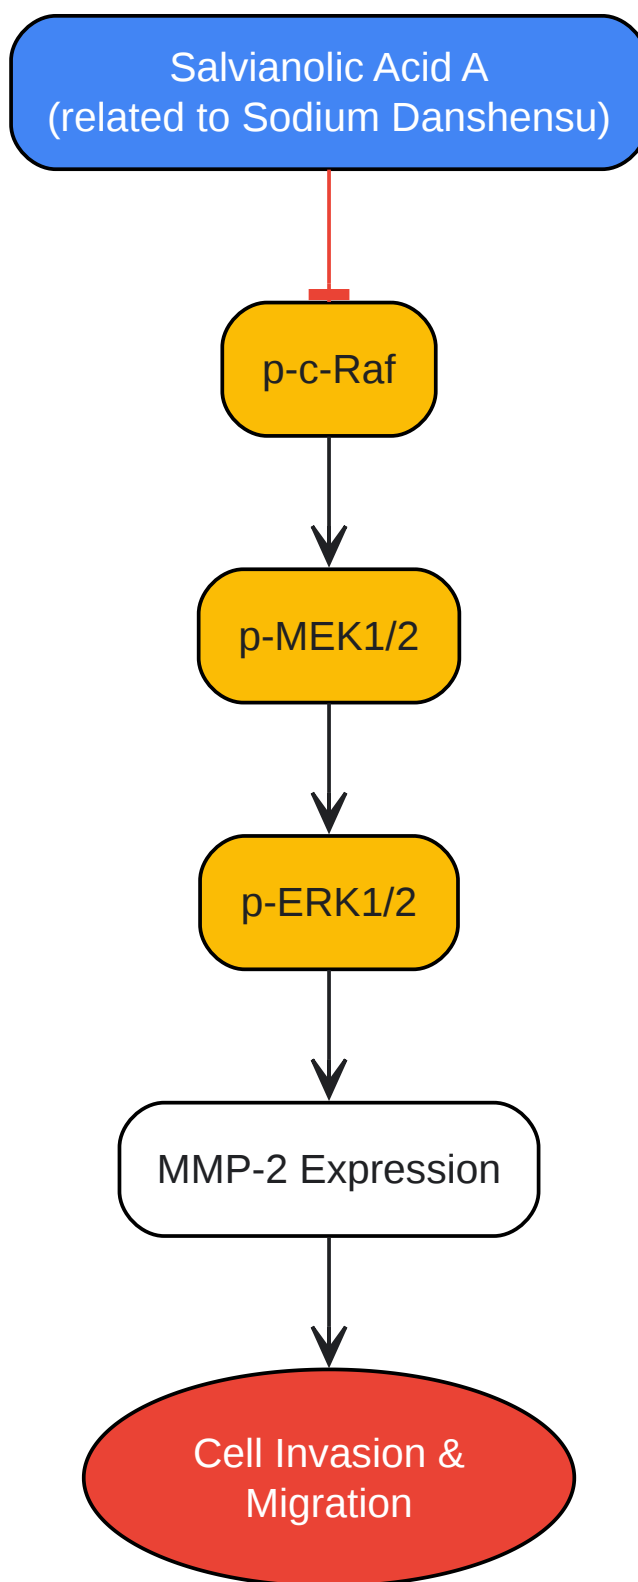 Salvianolic Acid A
(related to Sodium Danshensu)
p-c-Raf
p-MEK1/2
p-ERK1/2
MMP-2 Expression
Cell Invasion &
Migration